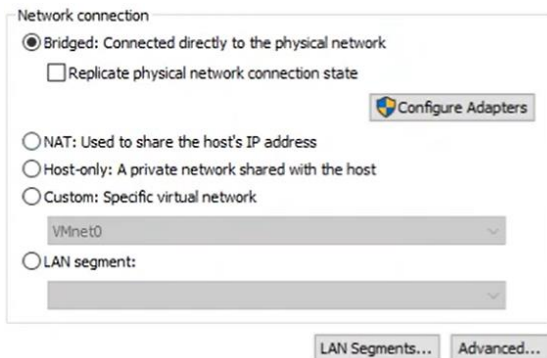 Network connection
Bridged: Connected directly to the physical network
Replicate physical network connection state
Configure Adapters
NAT: Used to share the host's IP address
Host-only: A private network shared with the host
Custom: Specific virtual network
VMnet0
LAN segment:
LAN Segments... Advanced...